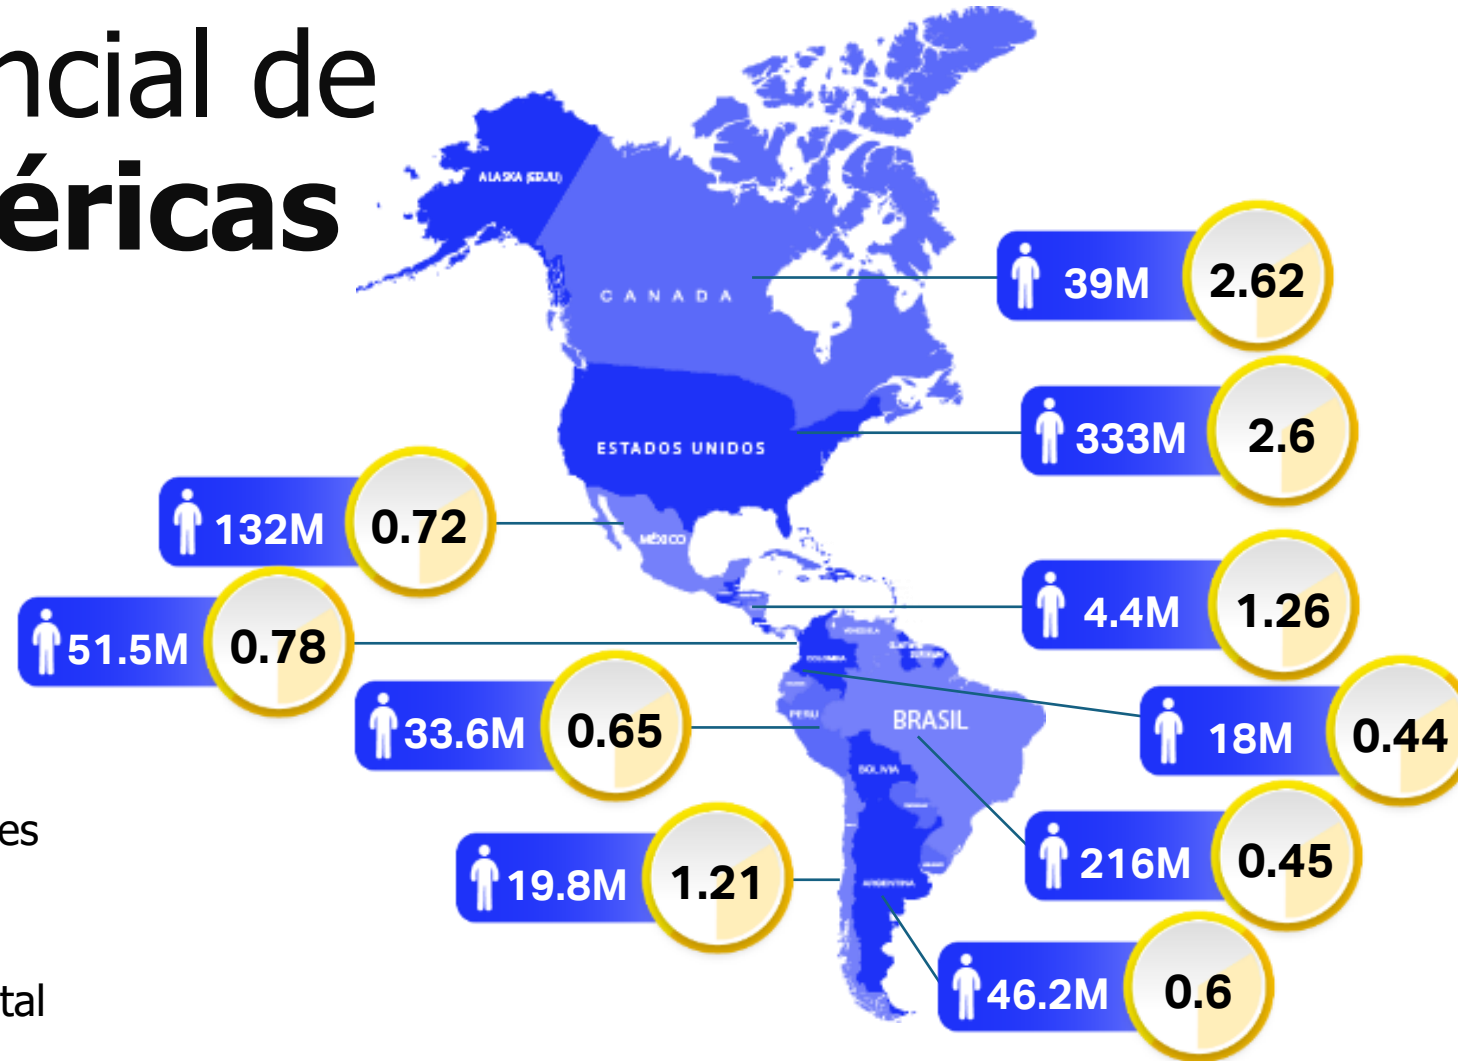 ncial de
éricas
ALASKA (EEUU)
CANADA
39M 2.62
ESTADOS UNIDOS
333M 2.6
132M 0.72
MÉXICO
4.4M 1.26
51.5M 0.78
VENEZUELA
COLOMBIA
33.6M 0.65
PERU
BRASIL
18M 0.44
BOLIVIA
es
19.8M 1.21
216M 0.45
ARGENTINA
tal
46.2M 0.6